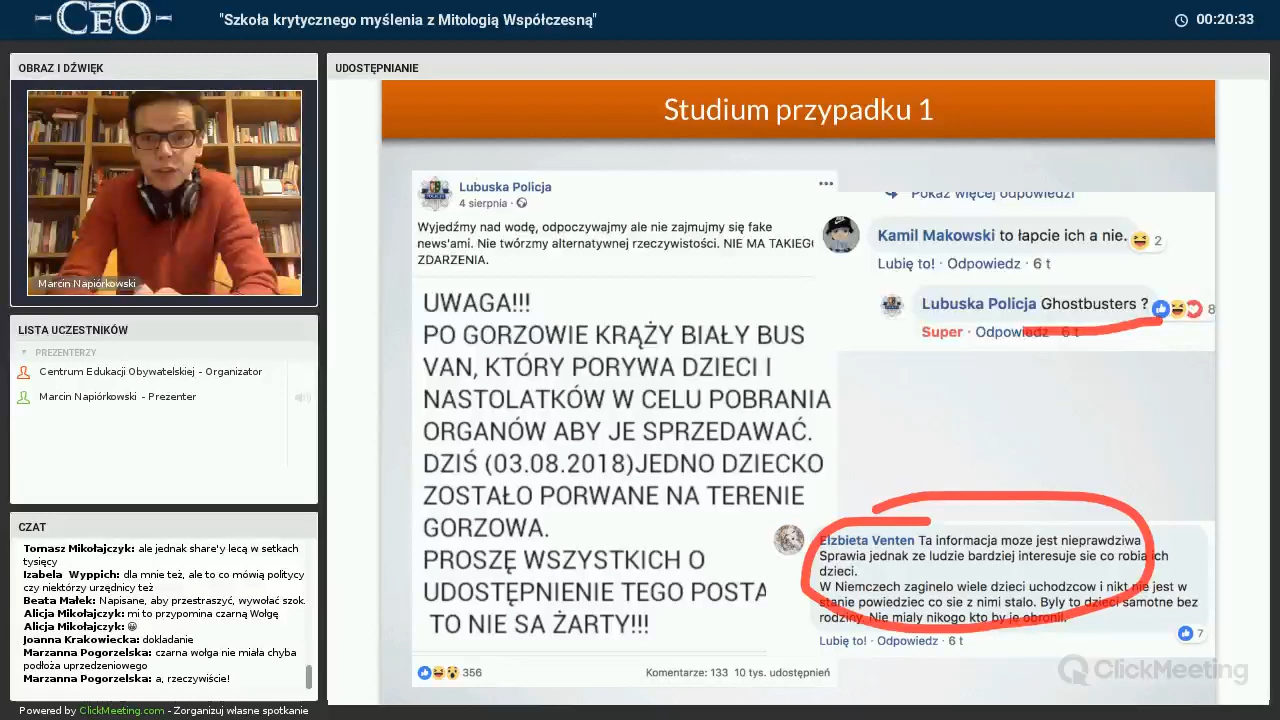 CEO
"Szkoła krytycznego myślenia z Mitologią Współczesną"
00:20:33
OBRAZ I DŹWIĘK
Marcin Napiórkowski
LISTA UCZESTNIKÓW
PREZENTERZY
Centrum Edukacji Obywatelskiej - Organizator
Marcin Napiórkowski - Prezenter
CZAT
Tomasz Mikołajczyk: ale jednak share'y lecą w setkach
tysięcy
Izabela Wyppich: dla mnie też, ale to co mówią politycy
czy niektórzy urzędnicy też
Beata Małek: Napisane, aby przestraszyć, wywołać szok.
Alicja Mikołajczyk: mi to przypomina czarną Wołgę
Alicja Mikołajczyk: 😀
Joanna Krakowiecka: dokladanie
Marzanna Pogorzelska: czarna wołga nie miała chyba
podłoża uprzedzeniowego
Marzanna Pogorzelska: a, rzeczywiście!
Powered by ClickMeeting.com - Zorganizuj własne spotkanie
UDOSTĘPNIANIE
Studium przypadku 1
Lubuska Policja
4 sierpnia ·
Wyjedźmy nad wodę, odpoczywajmy ale nie zajmujmy się fake
news'ami. Nie twórzmy alternatywnej rzeczywistości. NIE MA TAKIEGO
ZDARZENIA.
UWAGA!!!
PO GORZOWIE KRĄŻY BIAŁY BUS
VAN, KTÓRY PORYWA DZIECI I
NASTOLATKÓW W CELU POBRANIA
ORGANÓW ABY JE SPRZEDAWAĆ.
DZIŚ (03.08.2018)JEDNO DZIECKO
ZOSTAŁO PORWANE NA TERENIE
GORZOWA.
PROSZĘ WSZYSTKICH O
UDOSTĘPNIENIE TEGO POSTA
TO NIE SA ŻARTY!!!
356
Komentarze: 133 10 tys. udostępnień
Pokaż więcej odpowiedzi
Kamil Makowski to łapcie ich a nie. 2
Lubię to! · Odpowiedz · 6 t
Lubuska Policja Ghostbusters ? 8
Super · Odpowiedz · 6 t
Elzbieta Venten Ta informacja moze jest nieprawdziwa
Sprawia jednak ze ludzie bardziej interesuje sie co robia ich
dzieci.
W Niemczech zaginelo wiele dzieci uchodzcow i nikt nie jest w
stanie powiedziec co sie z nimi stalo. Byly to dzieci samotne bez
rodziny. Nie mialy nikogo kto by je obronil.
7
Lubię to! · Odpowiedz · 6 t
ClickMeeting